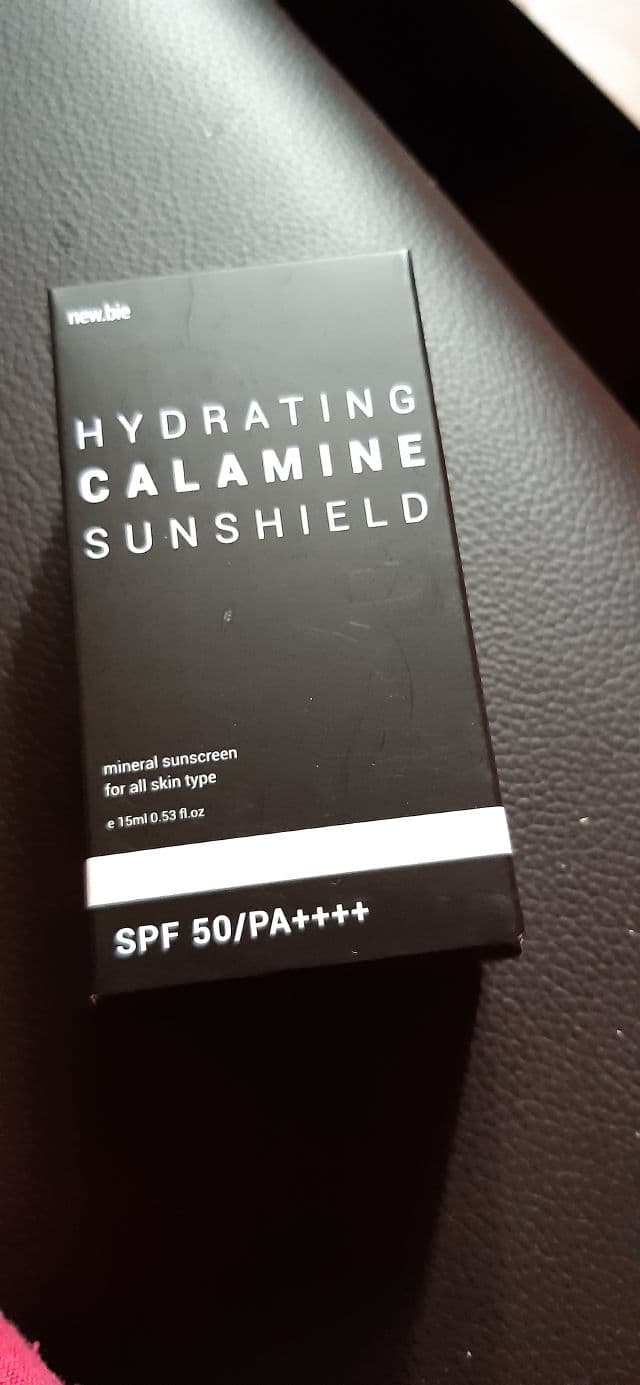 new.bie
HYDRATING
CALAMINE
SUNSHIELD
mineral sunscreen
for all skin type
e 15ml 0.53 fl.oz
SPF 50/PA++++